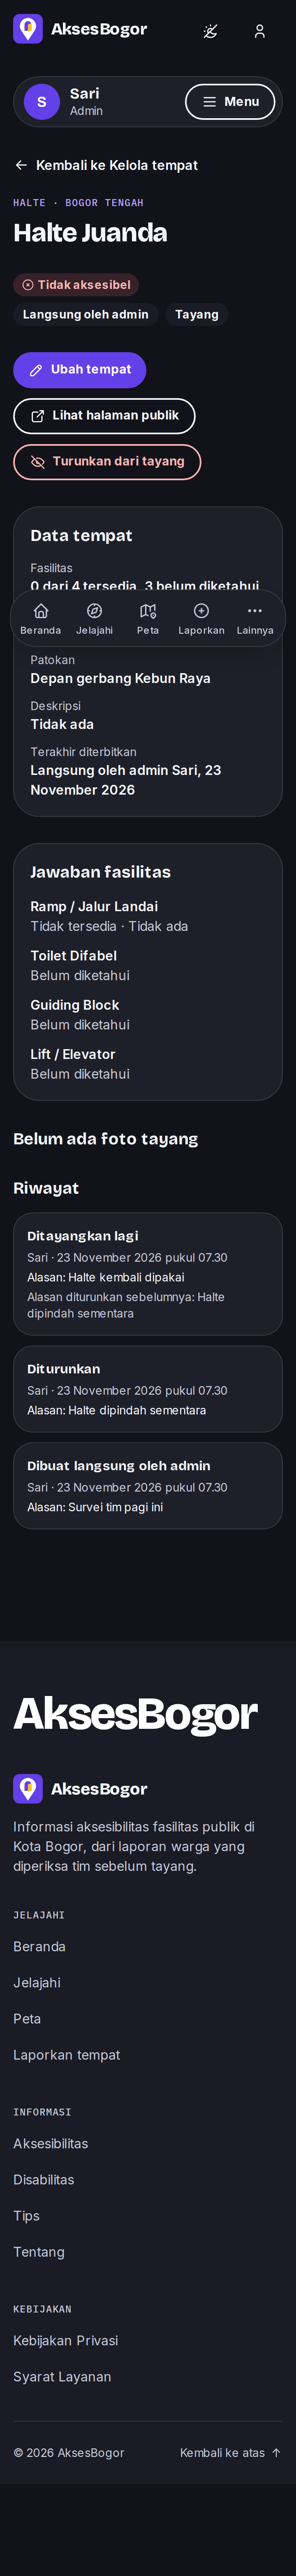 AksesBogor
S
Sari
Admin
Menu
Kembali ke Kelola tempat
HALTE · BOGOR TENGAH
Halte Juanda
Tidak aksesibel
Langsung oleh admin
Tayang
Ubah tempat
Lihat halaman publik
Turunkan dari tayang
Data tempat
Fasilitas
0 dari 4 tersedia, 3 belum diketahui
Beranda
Jelajahi
Peta
Laporkan
Lainnya
Patokan
Depan gerbang Kebun Raya
Deskripsi
Tidak ada
Terakhir diterbitkan
Langsung oleh admin Sari, 23
November 2026
Jawaban fasilitas
Ramp / Jalur Landai
Tidak tersedia · Tidak ada
Toilet Difabel
Belum diketahui
Guiding Block
Belum diketahui
Lift / Elevator
Belum diketahui
Belum ada foto tayang
Riwayat
Ditayangkan lagi
Sari · 23 November 2026 pukul 07.30
Alasan: Halte kembali dipakai
Alasan diturunkan sebelumnya: Halte
dipindah sementara
Diturunkan
Sari · 23 November 2026 pukul 07.30
Alasan: Halte dipindah sementara
Dibuat langsung oleh admin
Sari · 23 November 2026 pukul 07.30
Alasan: Survei tim pagi ini
AksesBogor
AksesBogor
Informasi aksesibilitas fasilitas publik di
Kota Bogor, dari laporan warga yang
diperiksa tim sebelum tayang.
JELAJAHI
Beranda
Jelajahi
Peta
Laporkan tempat
INFORMASI
Aksesibilitas
Disabilitas
Tips
Tentang
KEBIJAKAN
Kebijakan Privasi
Syarat Layanan
© 2026 AksesBogor
Kembali ke atas ↑